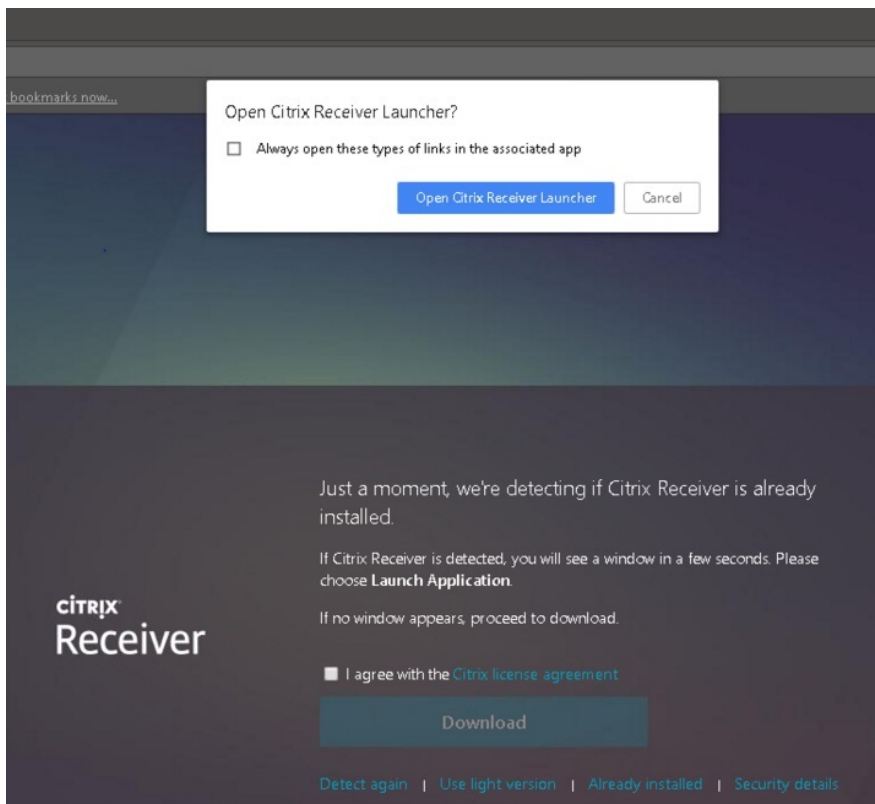 bookmarks now...
Open Citrix Receiver Launcher?
Always open these types of links in the associated app
Open Citrix Receiver Launcher
Cancel
Just a moment, we're detecting if Citrix Receiver is already
installed.
If Citrix Receiver is detected, you will see a window in a few seconds. Please
choose Launch Application.
If no window appears, proceed to download.
CITRIX
Receiver
I agree with the Citrix license agreement
Download
Detect again | Use light version | Already installed | Security details